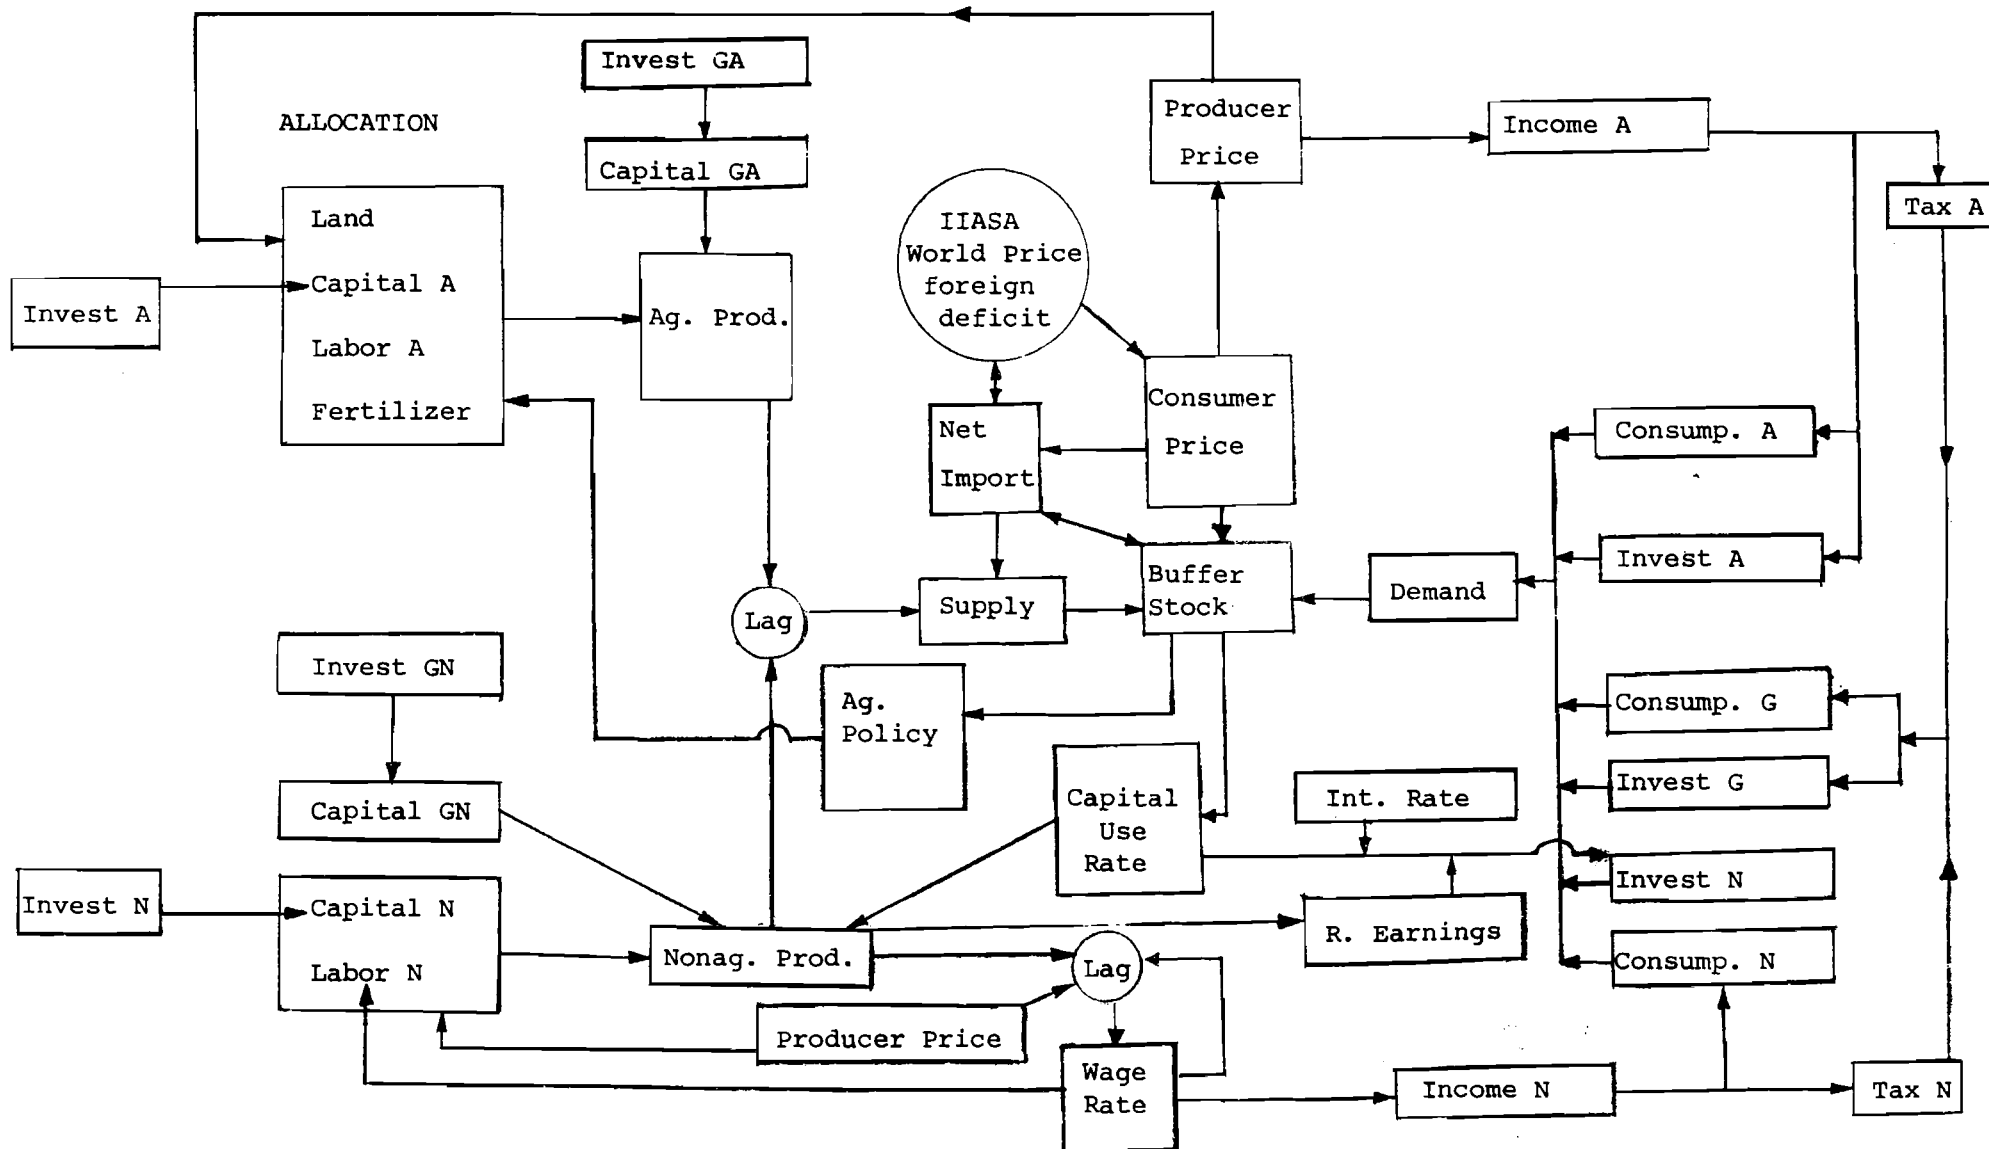 Invest GA
ALLOCATION
Capital GA
Producer
Price
Income A
Tax A
Land
Capital A
Labor A
Fertilizer
Invest A
Ag. Prod.
IIASA
World Price
foreign
deficit
Consumer
Price
Net
Import
Consump. A
Invest A
Buffer
Stock
Demand
Supply
Lag
Invest GN
Ag.
Policy
Consump. G
Invest G
Capital
Use
Rate
Int. Rate
Capital GN
Invest N
Capital N
Labor N
Nonag. Prod.
Lag
R. Earnings
Invest N
Consump. N
Producer Price
Wage
Rate
Income N
Tax N